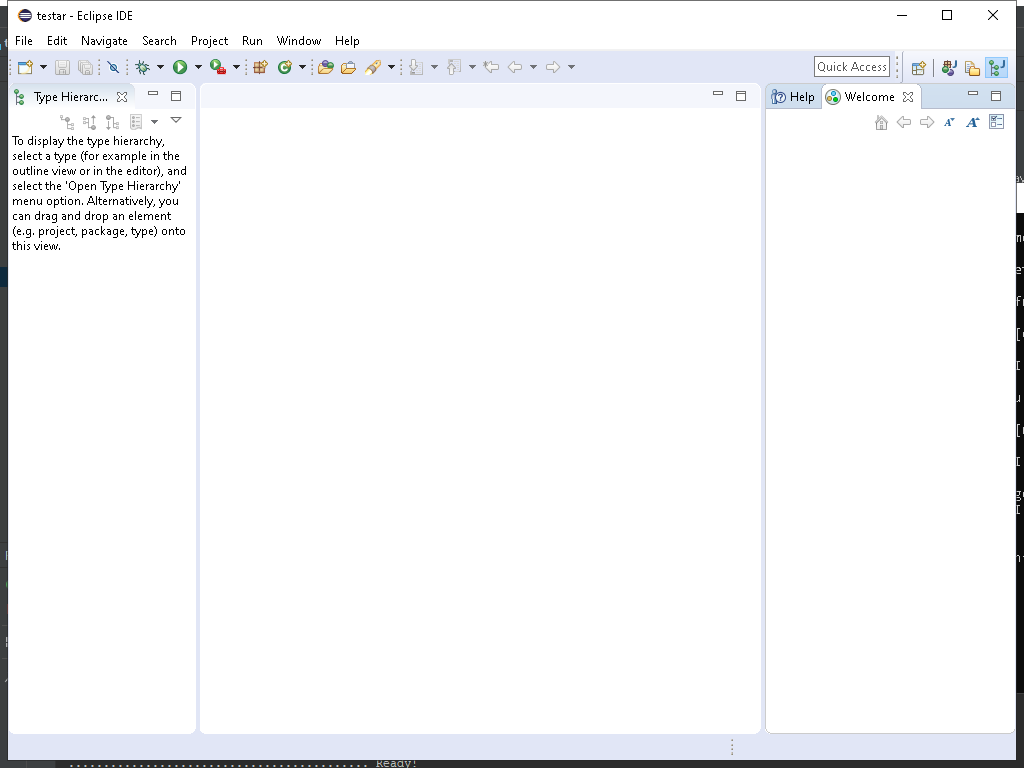 testar - Eclipse IDE
File Edit Navigate Search Project Run Window Help
Quick Access
Type Hierarc...
Help Welcome
To display the type hierarchy,
select a type (for example in the
outline view or in the editor), and
select the 'Open Type Hierarchy'
menu option. Alternatively, you
can drag and drop an element
(e.g. project, package, type) onto
this view.
Ready!